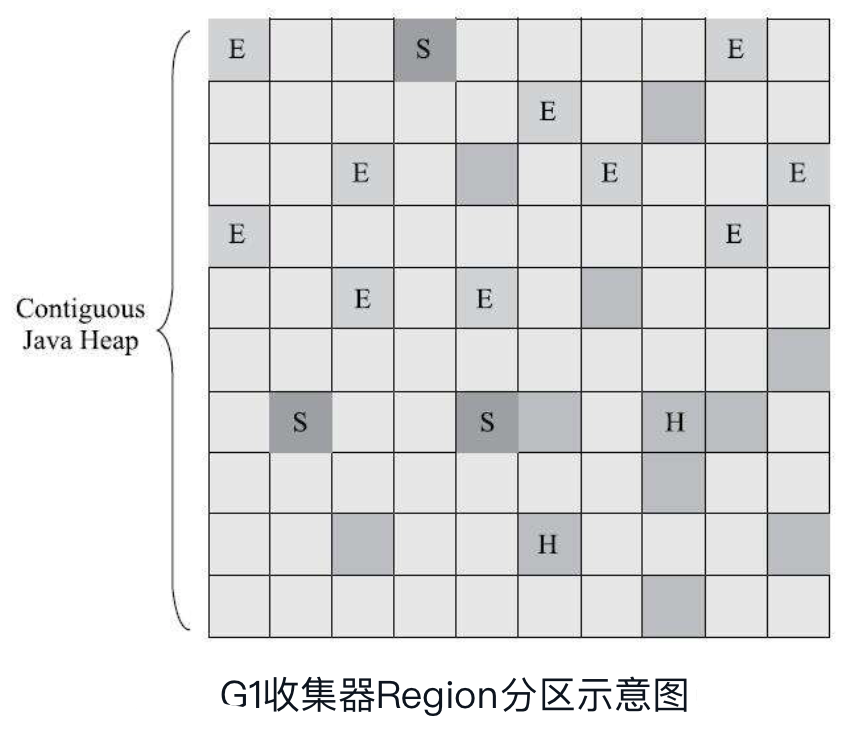 E S E
E
E E E
E E
Contiguous
Java Heap
E E
S S H
H
G1收集器Region分区示意图